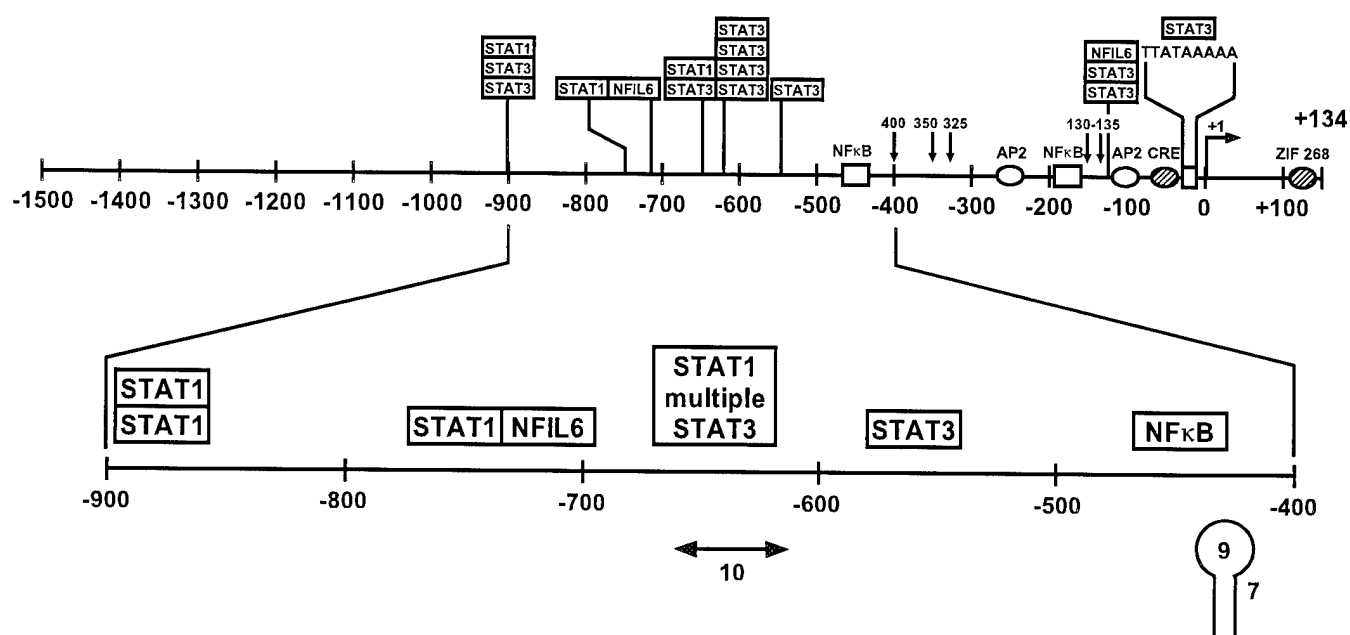 STAT3
STAT1 STAT3 STAT3 NFIL6 TTATAAAAA
STAT3 STAT1 STAT3 STAT3
STAT3 STAT1 NFIL6 STAT3 STAT3 STAT3 STAT3
400 350 325 130-135 +1 +134
NFκB AP2 NFκB AP2 CRE ZIF 268
-1500 -1400 -1300 -1200 -1100 -1000 -900 -800 -700 -600 -500 -400 -300 -200 -100 0 +100
STAT1 STAT1 multiple STAT3
STAT1 STAT1 NFIL6 STAT3 NFκB
-900 -800 -700 -600 -500 -400
10 9
7